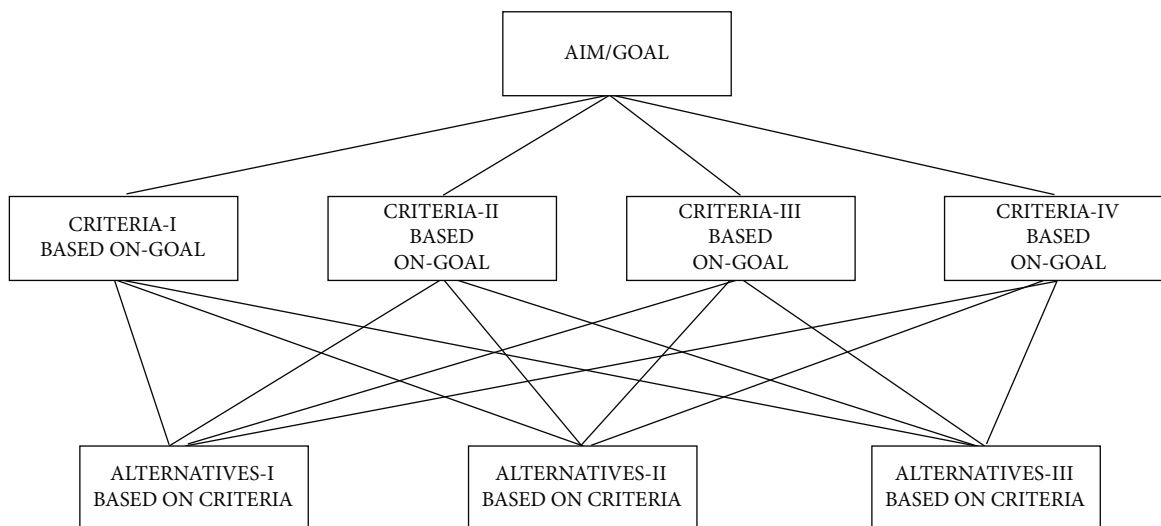 AIM/GOAL
CRITERIA-I
BASED ON-GOAL
CRITERIA-II
BASED
ON-GOAL
CRITERIA-III
BASED
ON-GOAL
CRITERIA-IV
BASED
ON-GOAL
ALTERNATIVES-I
BASED ON CRITERIA
ALTERNATIVES-II
BASED ON CRITERIA
ALTERNATIVES-III
BASED ON CRITERIA